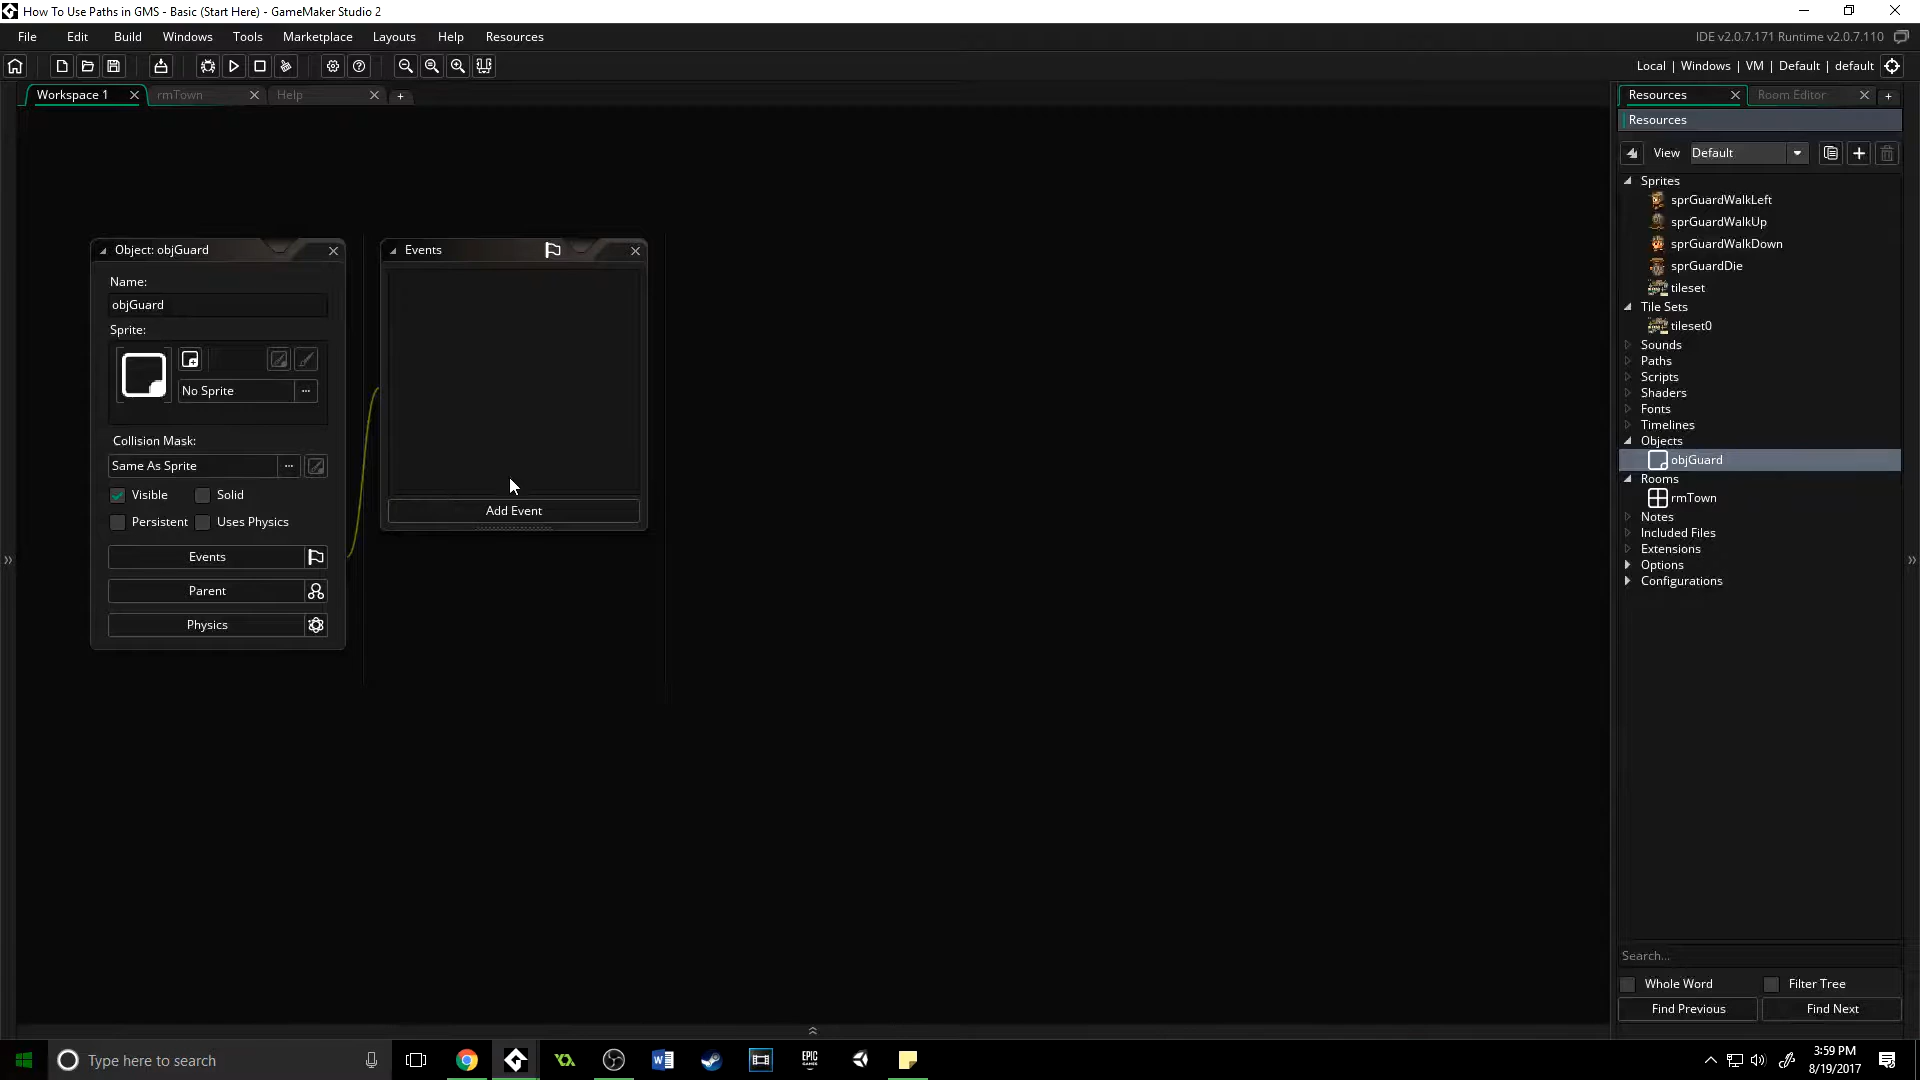 How To Use Paths in GMS - Basic (Start Here) - GameMaker Studio 2
File Edit Build Windows Tools Marketplace Layouts Help Resources
IDE v2.0.7.171 Runtime v2.0.7.110
Local | Windows | VM | Default | default
Workspace 1 rmTown Help +
Resources Room Editor +
Resources
View Default
Sprites
sprGuardWalkLeft
sprGuardWalkUp
sprGuardWalkDown
sprGuardDie
tileset
Tile Sets
tileset0
Sounds
Paths
Scripts
Shaders
Fonts
Timelines
Objects
objGuard
Rooms
rmTown
Notes
Included Files
Extensions
Options
Configurations
Search...
Whole Word Filter Tree
Find Previous Find Next
Object: objGuard
Name:
objGuard
Sprite:
No Sprite ...
Collision Mask:
Same As Sprite ...
Visible Solid
Persistent Uses Physics
Events
Parent
Physics
Events
Add Event
Type here to search
EPIC GAMES
3:59 PM
8/19/2017